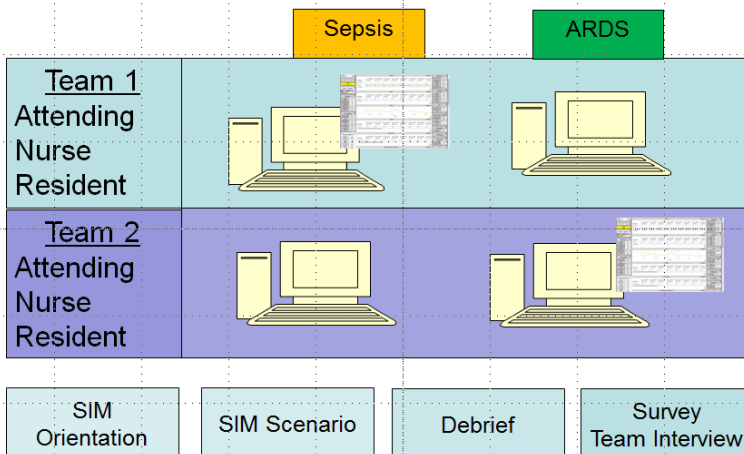 Sepsis
ARDS
Team 1
Attending
Nurse
Resident
Team 2
Attending
Nurse
Resident
SIM
Orientation
SIM Scenario
Debrief
Survey
Team Interview